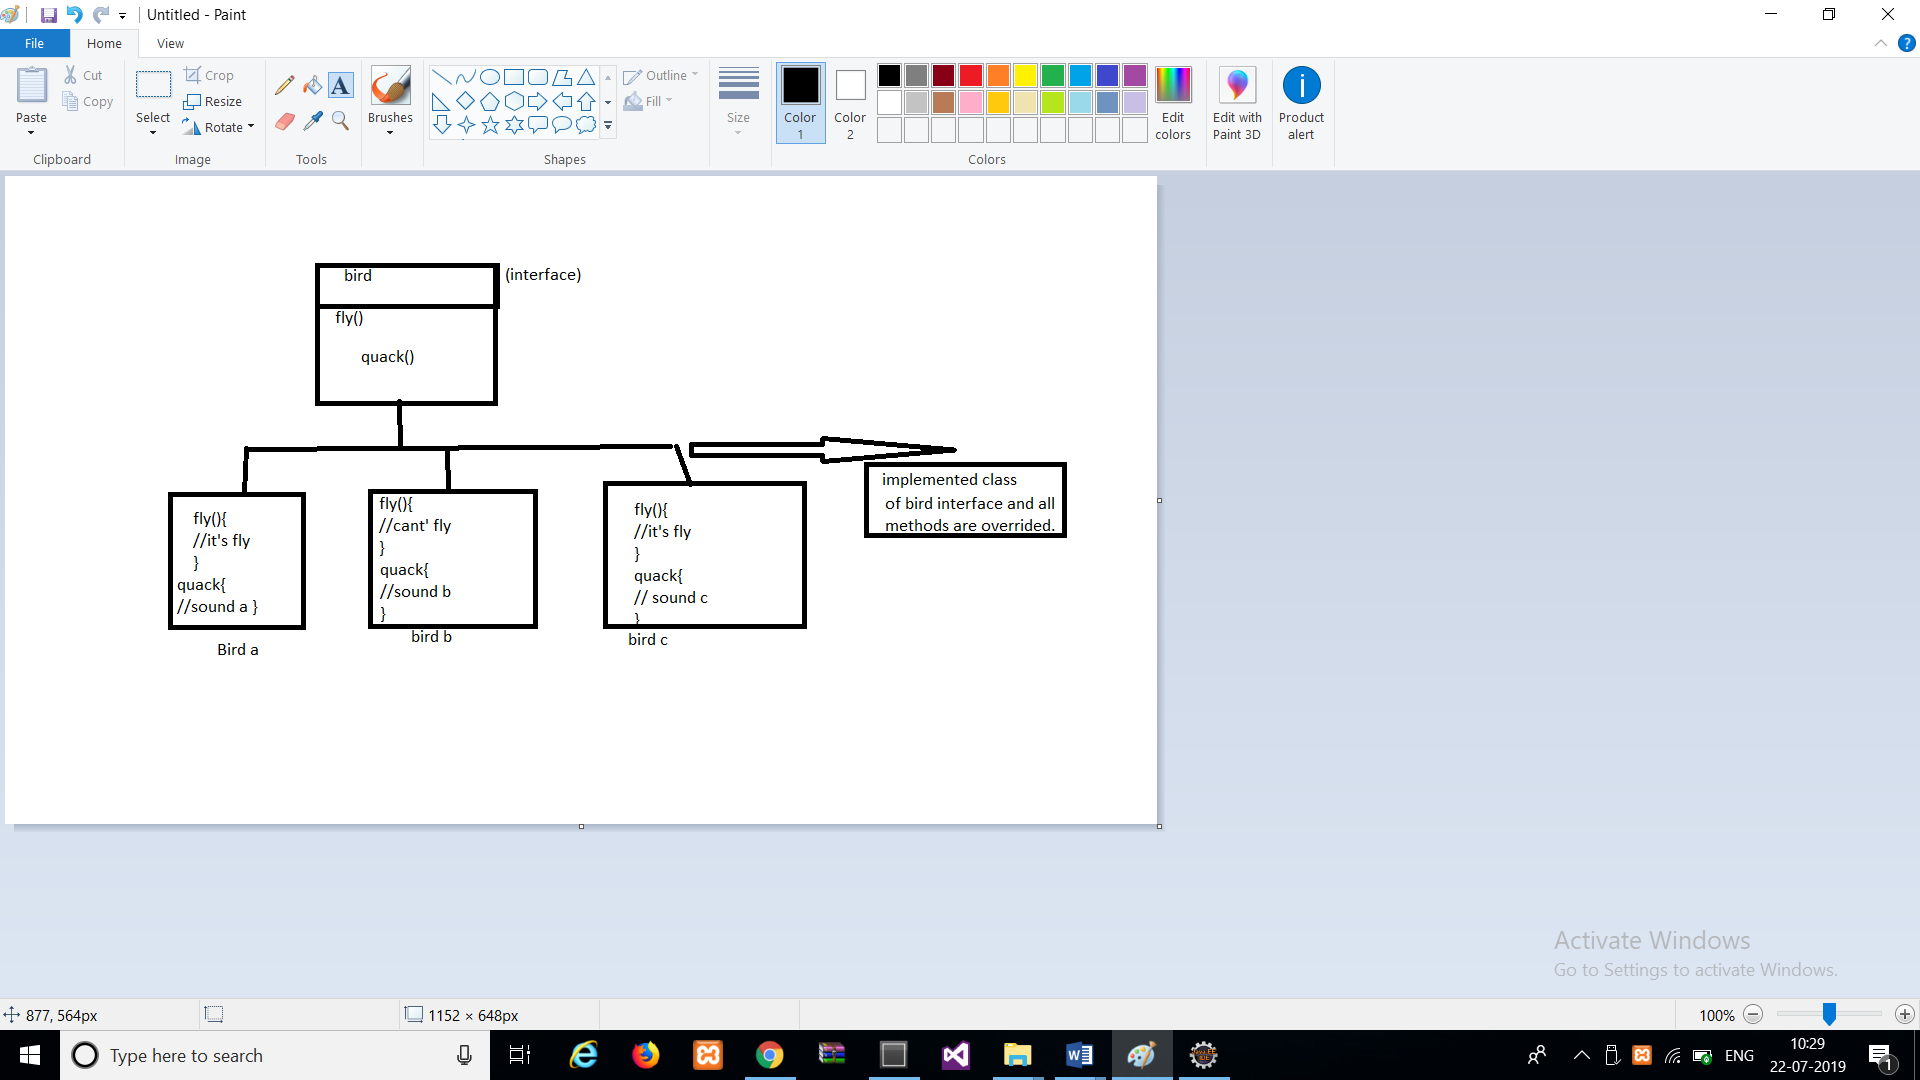 Untitled - Paint
File
Home
View
Paste
Cut
Copy
Clipboard
Select
Crop
Resize
Rotate
Image
Tools
Brushes
Outline
Fill
Shapes
Size
Color
1
Color
2
Edit
colors
Colors
Edit with
Paint 3D
Product
alert
bird
(interface)
fly()
quack()
fly(){
//it's fly
}
quack{
//sound a }
Bird a
fly(){
//cant' fly
}
quack{
//sound b
}
bird b
fly(){
//it's fly
}
quack{
// sound c
}
bird c
implemented class
of bird interface and all
methods are overrided.
Activate Windows
Go to Settings to activate Windows.
877, 564px
1152 × 648px
100%
Type here to search
ENG
10:29
22-07-2019
1